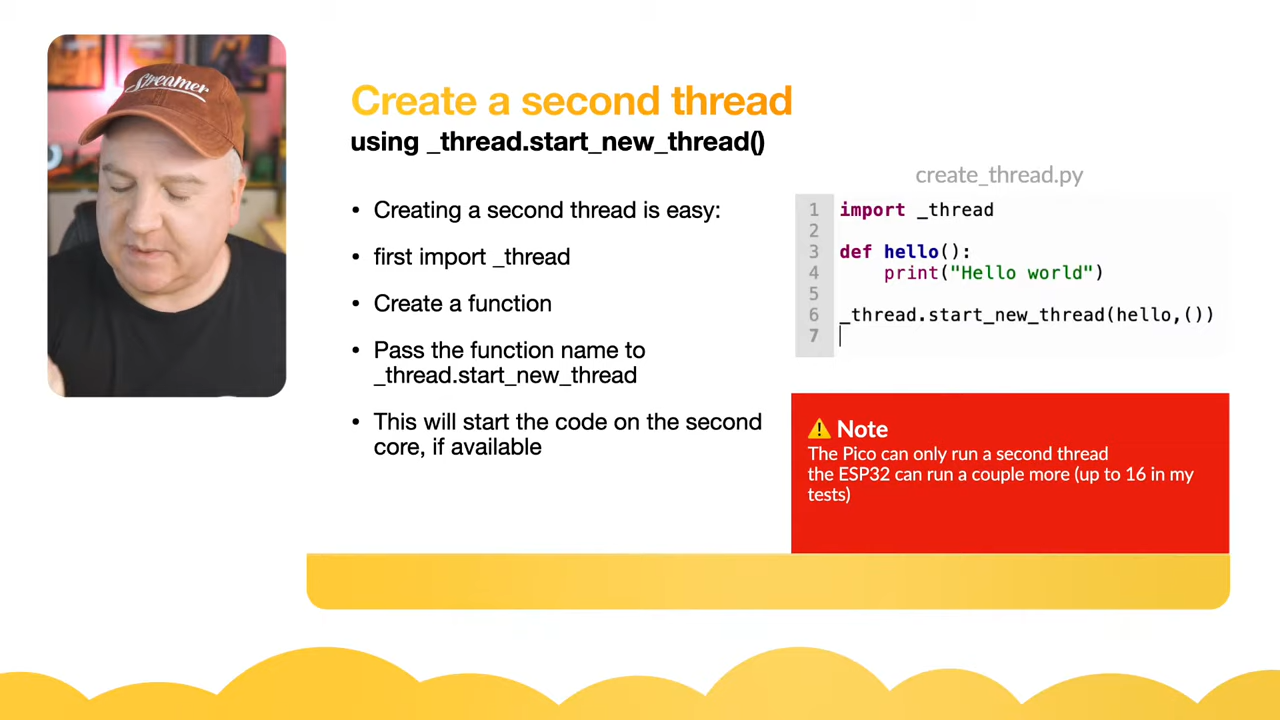 Streamer
Create a second thread
using _thread.start_new_thread()
• Creating a second thread is easy:
• first import _thread
• Create a function
• Pass the function name to
_thread.start_new_thread
• This will start the code on the second
core, if available
create_thread.py
1 import _thread
2
3 def hello():
4     print("Hello world")
5
6 _thread.start_new_thread(hello,())
7
⚠ Note
The Pico can only run a second thread
the ESP32 can run a couple more (up to 16 in my
tests)